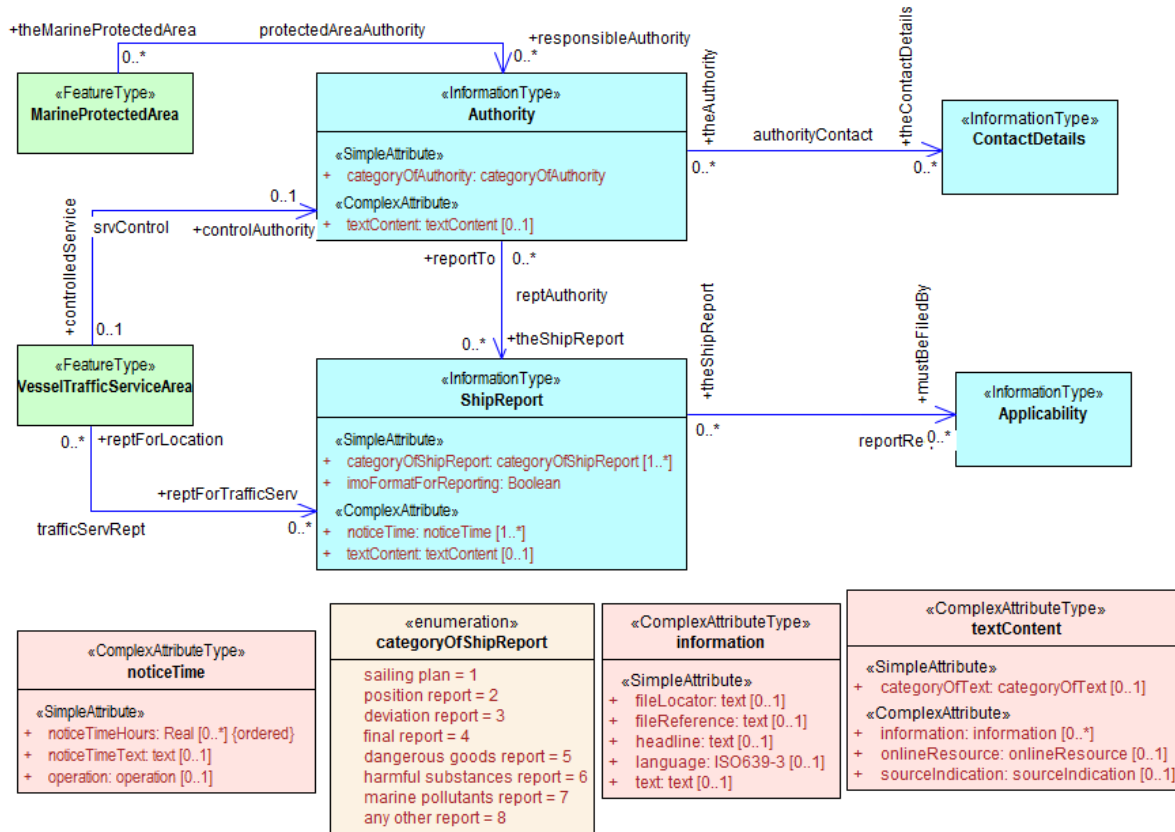 +theMarineProtectedArea
protectedAreaAuthority
0..*
+responsibleAuthority
0..*
«FeatureType»
MarineProtectedArea
«InformationType»
Authority
«SimpleAttribute»
+ categoryOfAuthority: categoryOfAuthority
«ComplexAttribute»
+ textContent: textContent [0..1]
+theAuthority
0..*
authorityContact
+theContactDetails
0..*
«InformationType»
ContactDetails
0..1
srvControl
+controlAuthority
+controlledService
0..1
+reportTo
0..*
reptAuthority
0..*
+theShipReport
«FeatureType»
VesselTrafficServiceArea
0..*
+reptForLocation
+reptForTrafficServ
trafficServRept
0..*
«InformationType»
ShipReport
«SimpleAttribute»
+ categoryOfShipReport: categoryOfShipReport [1..*]
+ imoFormatForReporting: Boolean
«ComplexAttribute»
+ noticeTime: noticeTime [1..*]
+ textContent: textContent [0..1]
+theShipReport
0..*
+mustBeFiledBy
reportRe
0..*
«InformationType»
Applicability
«ComplexAttributeType»
noticeTime
«SimpleAttribute»
+ noticeTimeHours: Real [0..*] {ordered}
+ noticeTimeText: text [0..1]
+ operation: operation [0..1]
«enumeration»
categoryOfShipReport
sailing plan = 1
position report = 2
deviation report = 3
final report = 4
dangerous goods report = 5
harmful substances report = 6
marine pollutants report = 7
any other report = 8
«ComplexAttributeType»
information
«SimpleAttribute»
+ fileLocator: text [0..1]
+ fileReference: text [0..1]
+ headline: text [0..1]
+ language: ISO639-3 [0..1]
+ text: text [0..1]
«ComplexAttributeType»
textContent
«SimpleAttribute»
+ categoryOfText: categoryOfText [0..1]
«ComplexAttribute»
+ information: information [0..*]
+ onlineResource: onlineResource [0..1]
+ sourceIndication: sourceIndication [0..1]